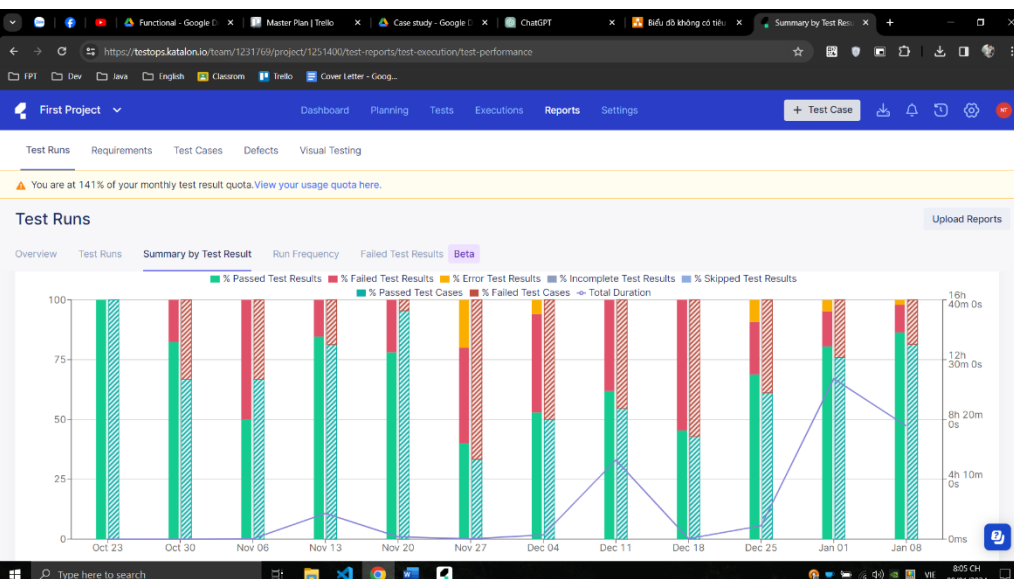 Functional - Google D
Master Plan | Trello
Case study - Google D
ChatGPT
Biểu đồ không có tiêu
Summary by Test Resu
https://testops.katalon.io/team/1231769/project/1251400/test-reports/test-execution/test-performance
FPT Dev Java English Classrom Trello Cover Letter - Goog...
First Project Dashboard Planning Tests Executions Reports Settings + Test Case NT
Test Runs Requirements Test Cases Defects Visual Testing
You are at 141% of your monthly test result quota. View your usage quota here.
Test Runs Upload Reports
Overview Test Runs Summary by Test Result Run Frequency Failed Test Results Beta
% Passed Test Results % Failed Test Results % Error Test Results % Incomplete Test Results % Skipped Test Results
% Passed Test Cases % Failed Test Cases Total Duration
100
75
50
25
0
16h
40m 0s
12h
30m 0s
8h 20m
0s
4h 10m
0s
0ms
Oct 23 Oct 30 Nov 06 Nov 13 Nov 20 Nov 27 Dec 04 Dec 11 Dec 18 Dec 25 Jan 01 Jan 08
Type here to search VIE 8:05 CH